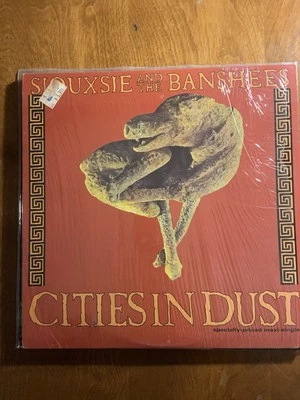 SIOUXSIE AND THE BANSHEES
CITIES IN DUST
specially-priced maxi-single